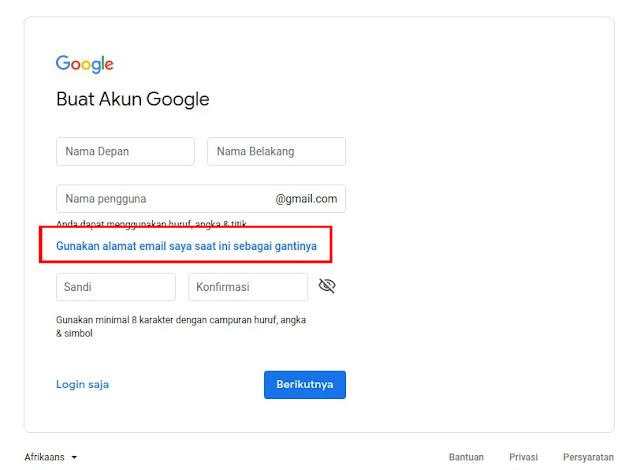 Google
Buat Akun Google
Nama Depan
Nama Belakang
Nama pengguna
@gmail.com
Anda dapat menggunakan huruf, angka & titik
Gunakan alamat email saya saat ini sebagai gantinya
Sandi
Konfirmasi
Gunakan minimal 8 karakter dengan campuran huruf, angka
& simbol
Login saja
Berikutnya
Afrikaans
Bantuan
Privasi
Persyaratan